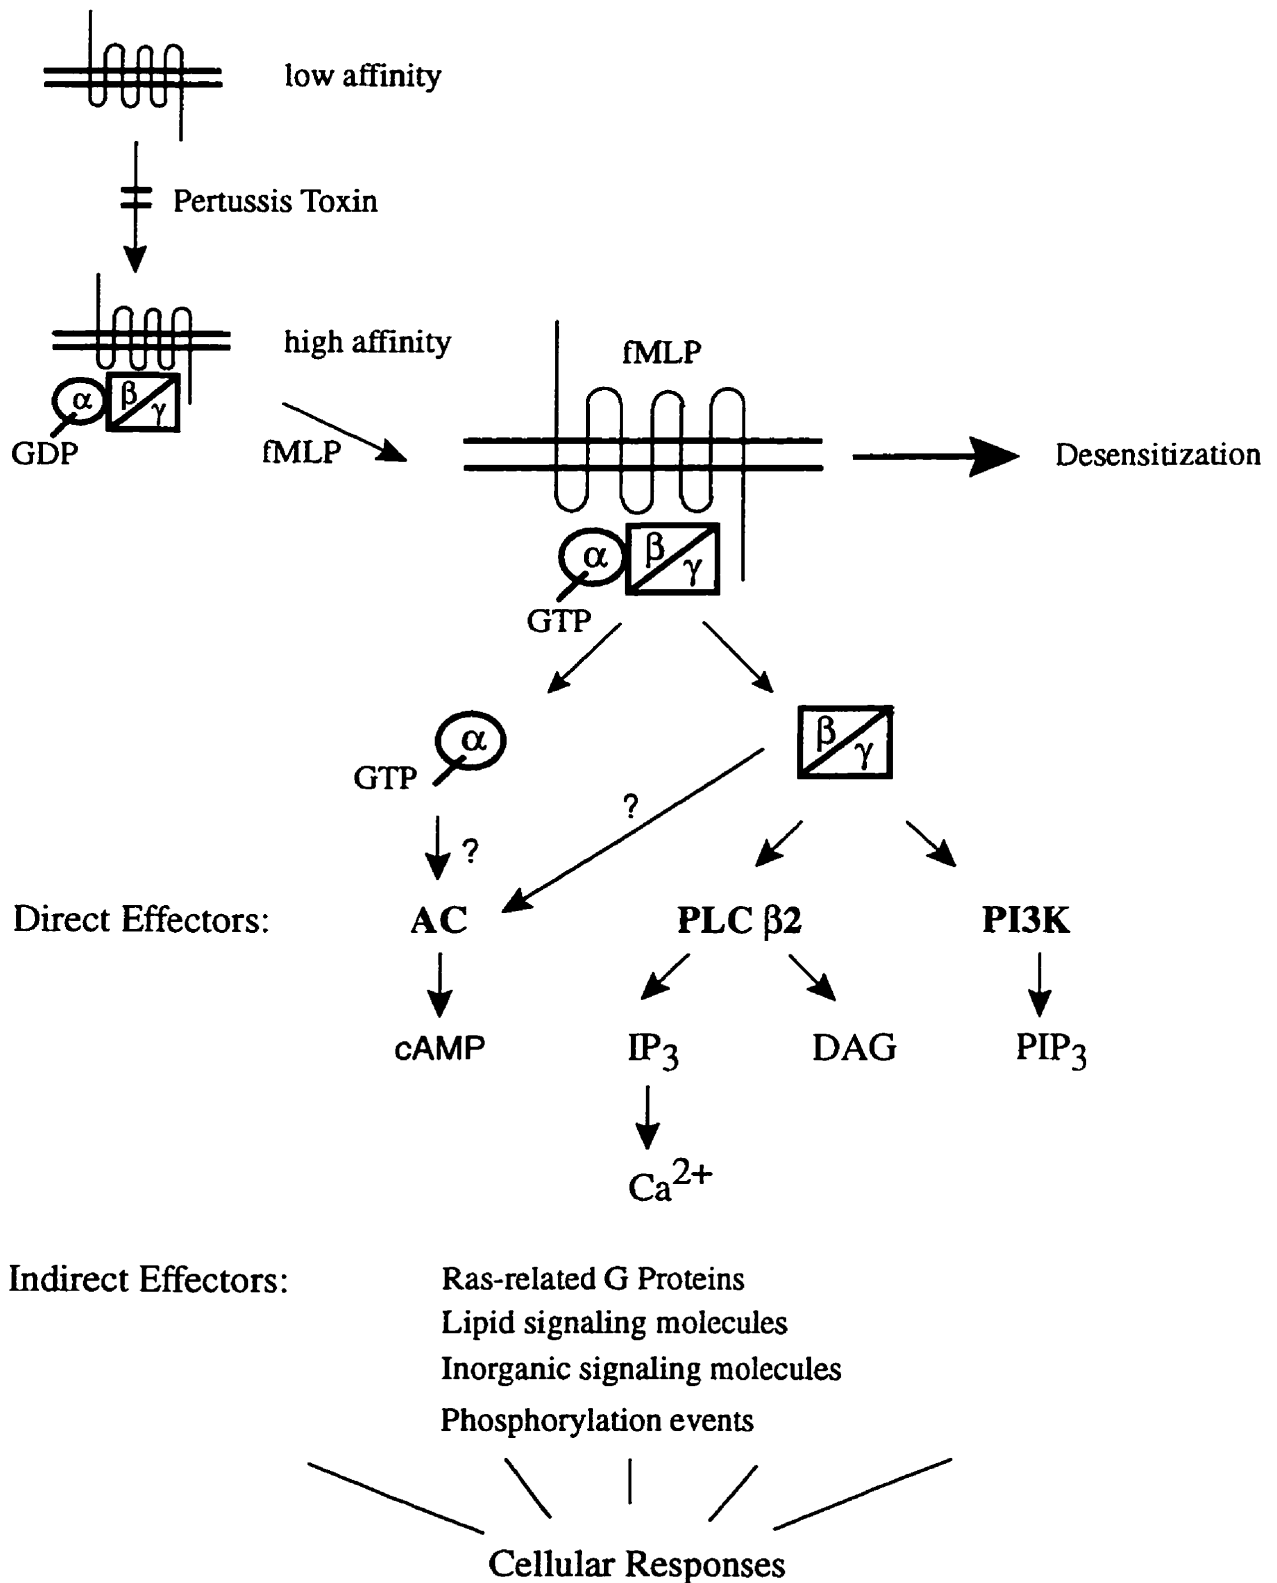 low affinity
Pertussis Toxin
high affinity
fMLP
α β γ
GDP
fMLP
Desensitization
α β γ
GTP
α
GTP
β γ
?
?
Direct Effectors: AC PLC β2 PI3K
cAMP IP3 DAG PIP3
Ca2+
Indirect Effectors: Ras-related G Proteins
Lipid signaling molecules
Inorganic signaling molecules
Phosphorylation events
Cellular Responses